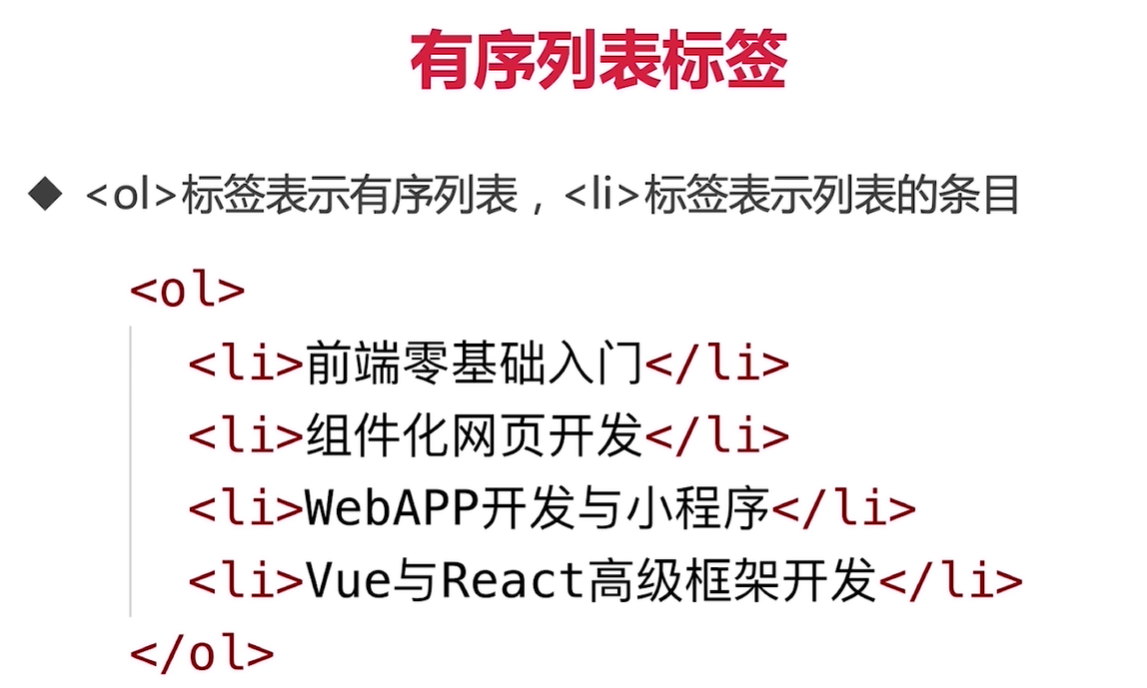 有序列表标签
◆ <ol>标签表示有序列表，<li>标签表示列表的条目
<ol>
<li>前端零基础入门</li>
<li>组件化网页开发</li>
<li>WebAPP开发与小程序</li>
<li>Vue与React高级框架开发</li>
</ol>